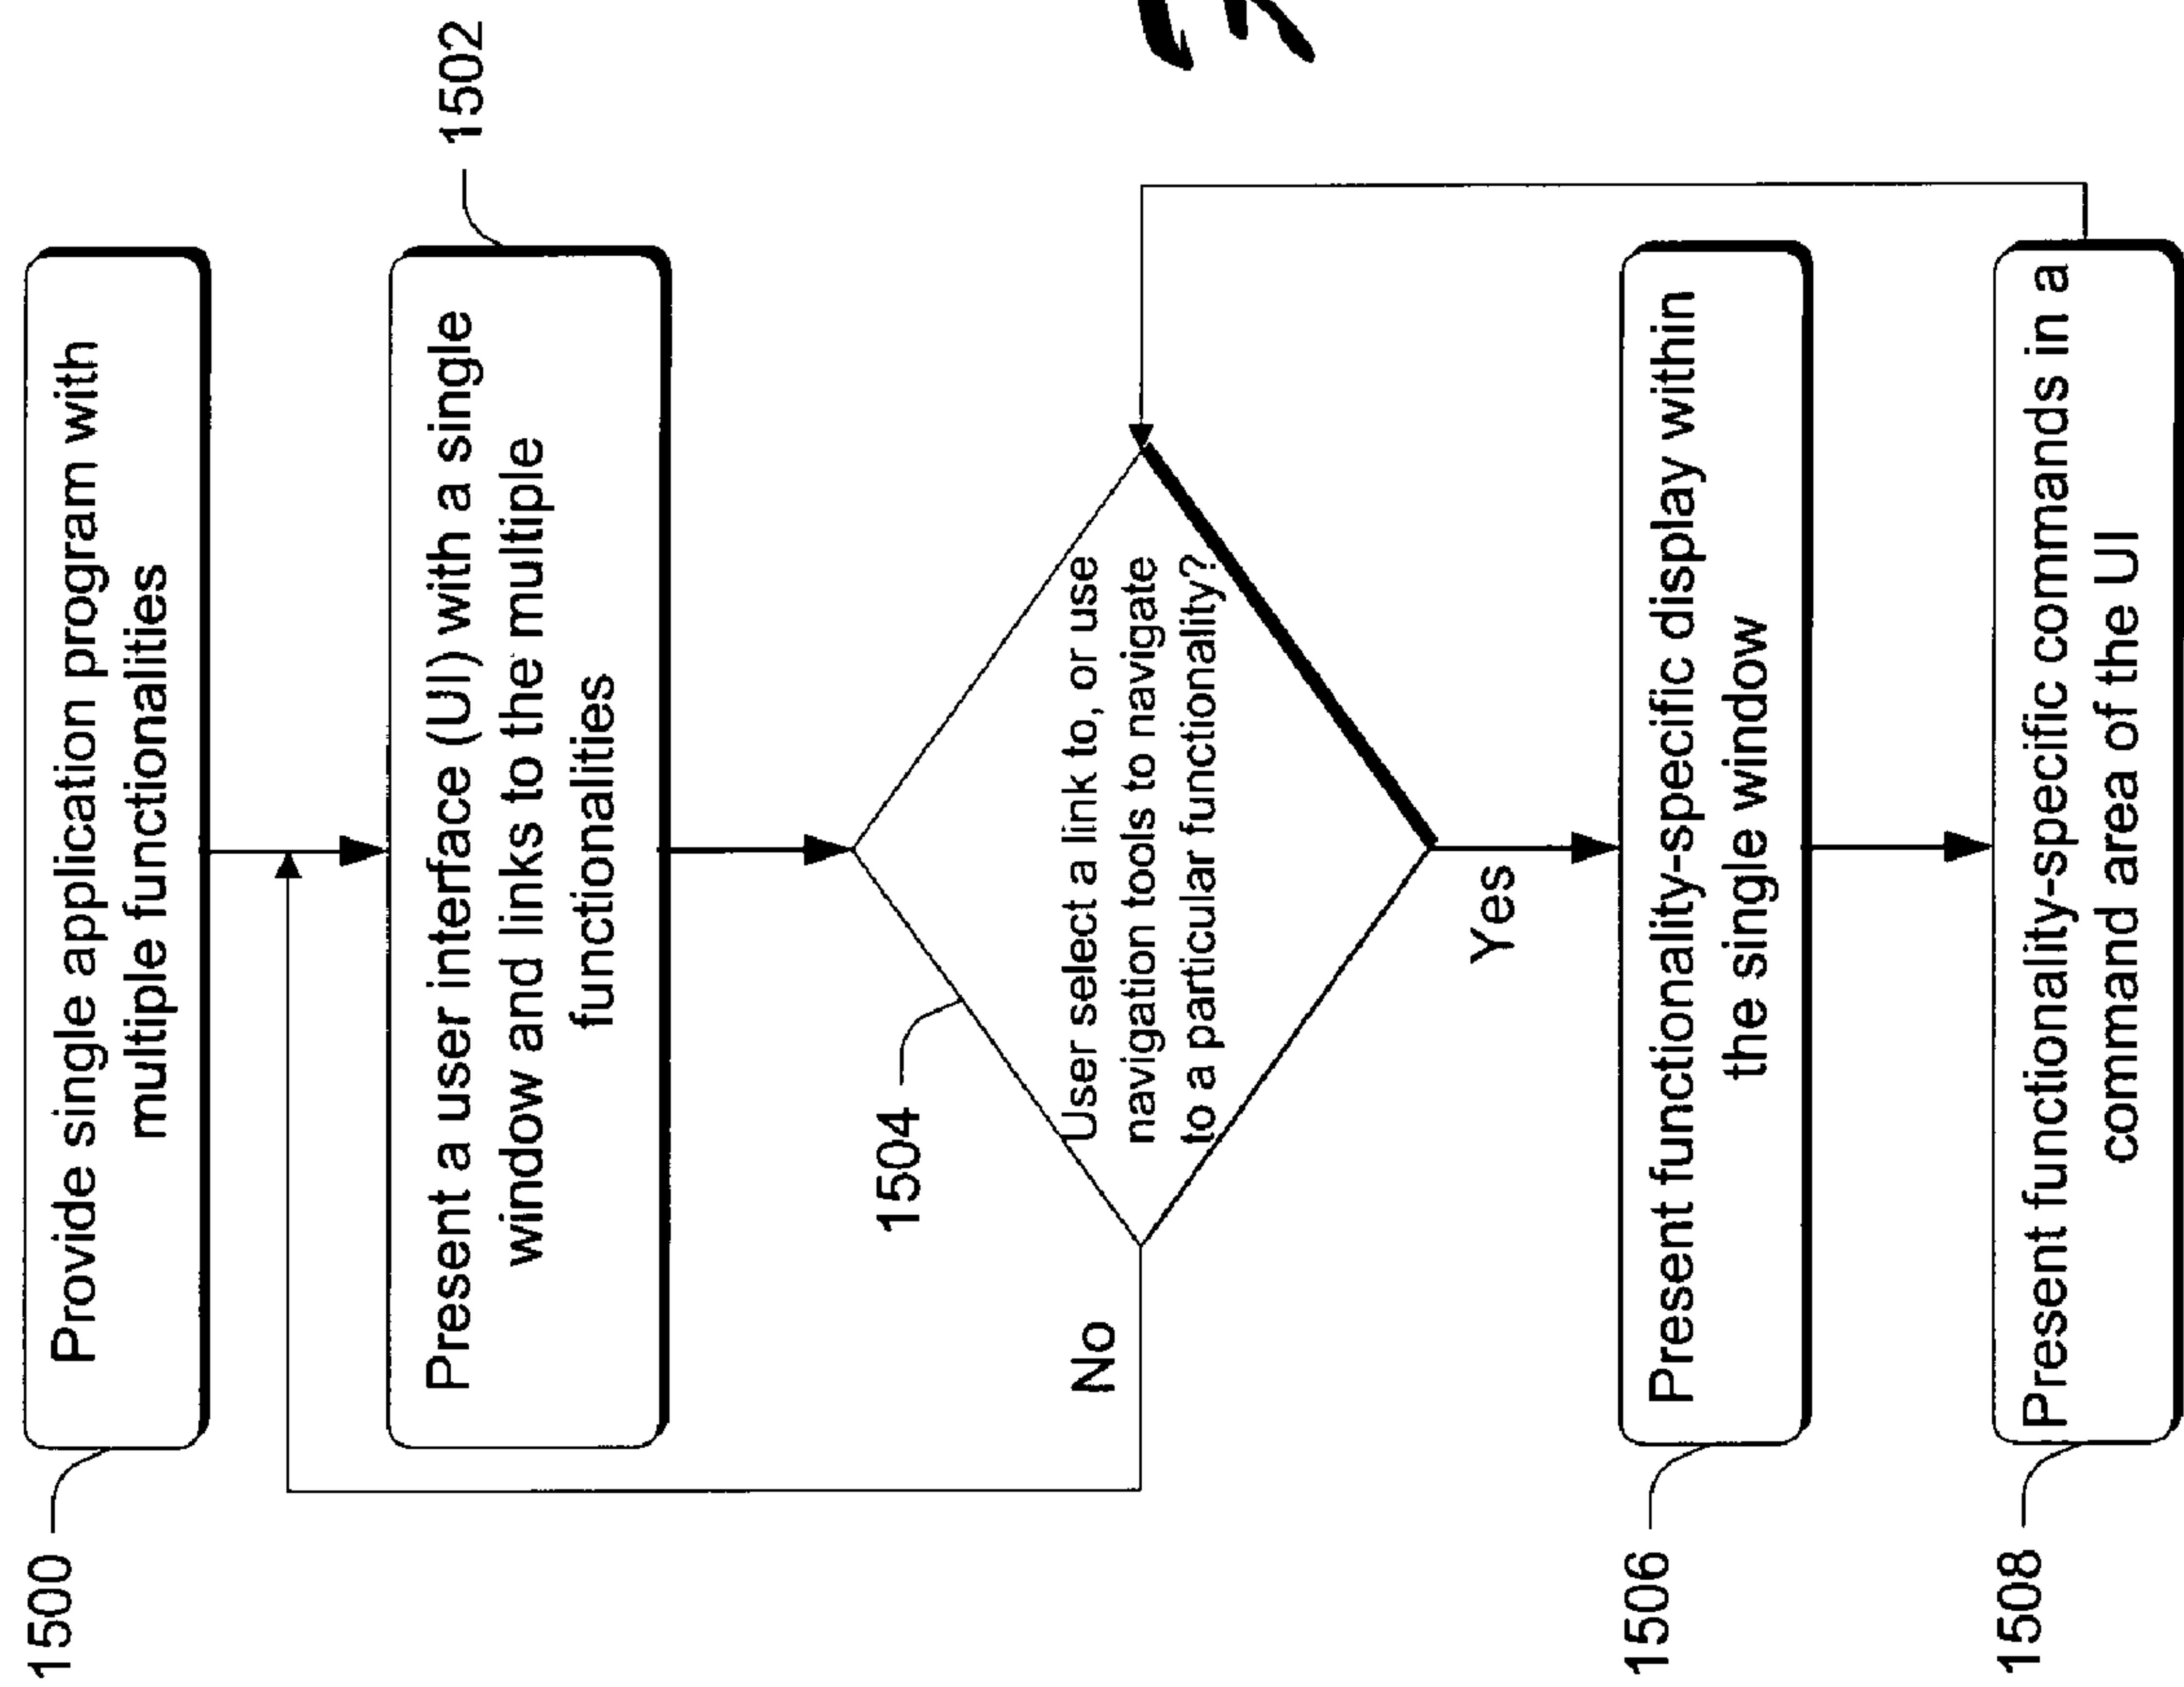 1500
Provide single application program with
multiple functionalities
1502
Present a user interface (UI) with a single
window and links to the multiple
functionalities
1504
User select a link to, or use
navigation tools to navigate
to a particular functionality?
No
Yes
1506
Present functionality-specific display within
the single window
1508
Present functionality-specific commands in a
command area of the UI